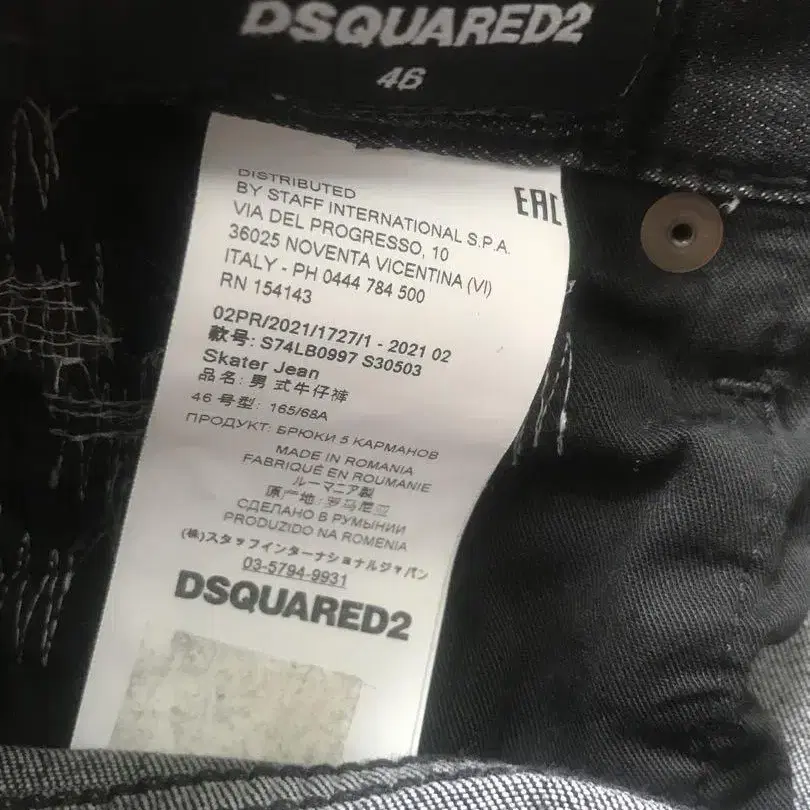 DSQUARED2
46
EAC
DISTRIBUTED
BY STAFF INTERNATIONAL S.P.A.
VIA DEL PROGRESSO, 10
36025 NOVENTA VICENTINA (VI)
ITALY - PH 0444 784 500
RN 154143
02PR/2021/1727/1 - 2021 02
款号: S74LB0997 S30503
Skater Jean
品名: 男 式牛仔裤
46 号型: 165/68A
ПРОДУКТ: БРЮКИ 5 КАРМАНОВ
MADE IN ROMANIA
FABRIQUÉ EN ROUMANIE
ルーマニア製
原产地: 罗马尼亚
СДЕЛАНО В РУМЫНИИ
PRODUZIDO NA ROMENIA
(株)スタッフインターナショナルジャパン
03-5794-9931
DSQUARED2